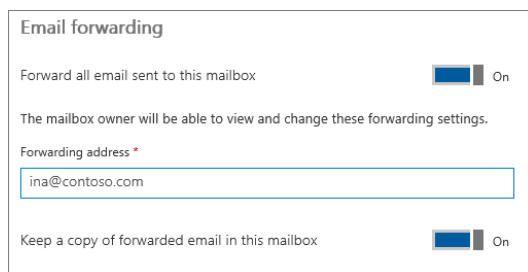 Email forwarding
Forward all email sent to this mailbox On
The mailbox owner will be able to view and change these forwarding settings.
Forwarding address *
ina@contoso.com
Keep a copy of forwarded email in this mailbox On